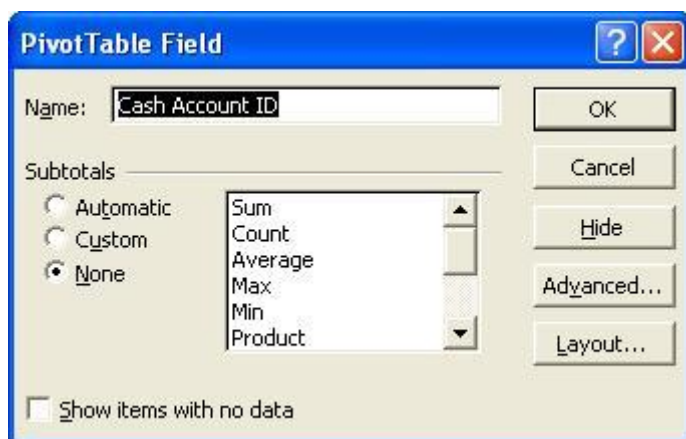 PivotTable Field
Name: Cash Account ID
OK
Subtotals
Cancel
Automatic
Custom
None
Sum
Count
Average
Max
Min
Product
Hide
Advanced...
Layout...
Show items with no data